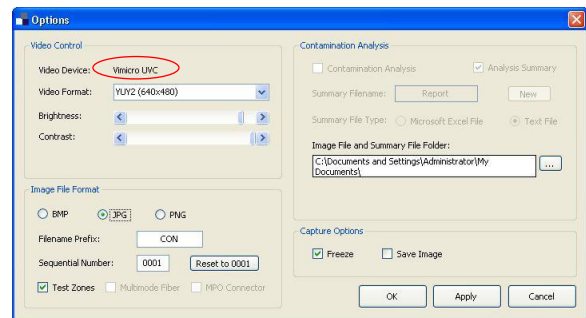 Options
Video Control
Video Device: Vimicro UVC
Video Format: YUY2 (640x480)
Brightness:
Contrast:
Image File Format
BMP JPG PNG
Filename Prefix: CON
Sequential Number: 0001 Reset to 0001
Test Zones Multimode Fiber MPO Connector
Contamination Analysis
Contamination Analysis Analysis Summary
Summary Filename: Report New
Summary File Type: Microsoft Excel File Text File
Image File and Summary File Folder:
C:\Documents and Settings\Administrator\My
Documents\ ...
Capture Options
Freeze Save Image
OK Apply Cancel